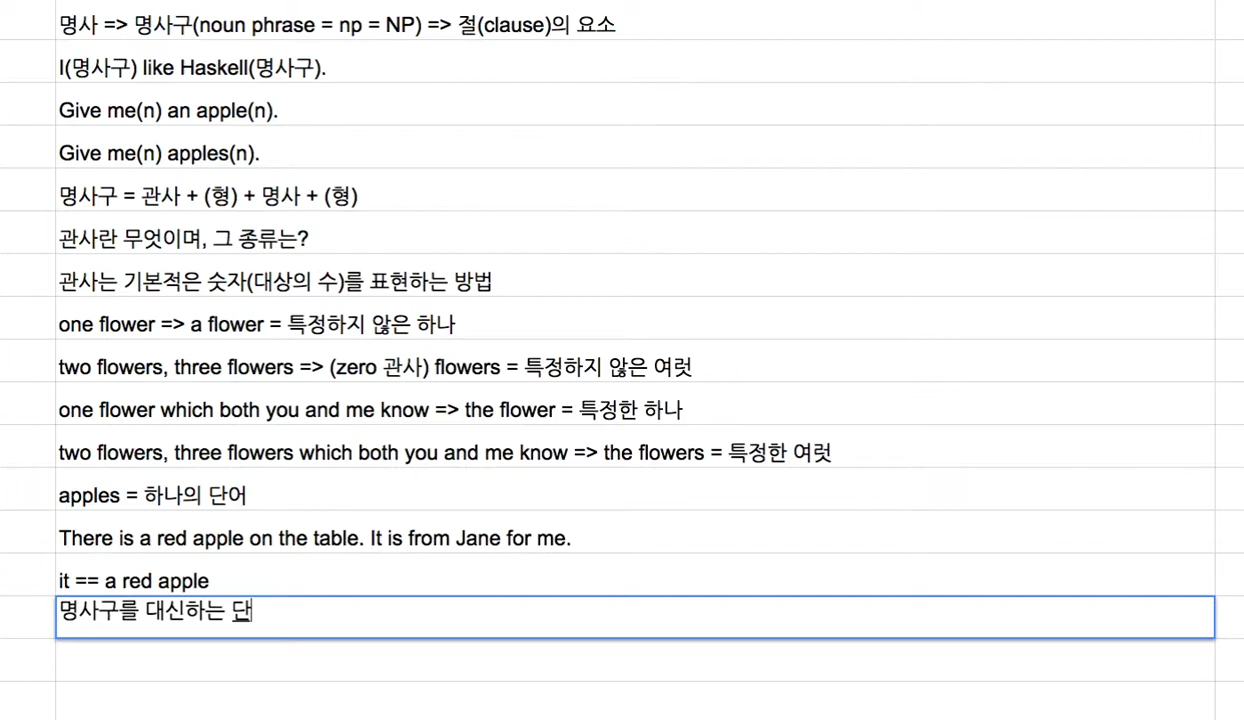 명사 => 명사구(noun phrase = np = NP) => 절(clause)의 요소
I(명사구) like Haskell(명사구).
Give me(n) an apple(n).
Give me(n) apples(n).
명사구 = 관사 + (형) + 명사 + (형)
관사란 무엇이며, 그 종류는?
관사는 기본적은 숫자(대상의 수)를 표현하는 방법
one flower => a flower = 특정하지 않은 하나
two flowers, three flowers => (zero 관사) flowers = 특정하지 않은 여럿
one flower which both you and me know => the flower = 특정한 하나
two flowers, three flowers which both you and me know => the flowers = 특정한 여럿
apples = 하나의 단어
There is a red apple on the table. It is from Jane for me.
it == a red apple
명사구를 대신하는 단